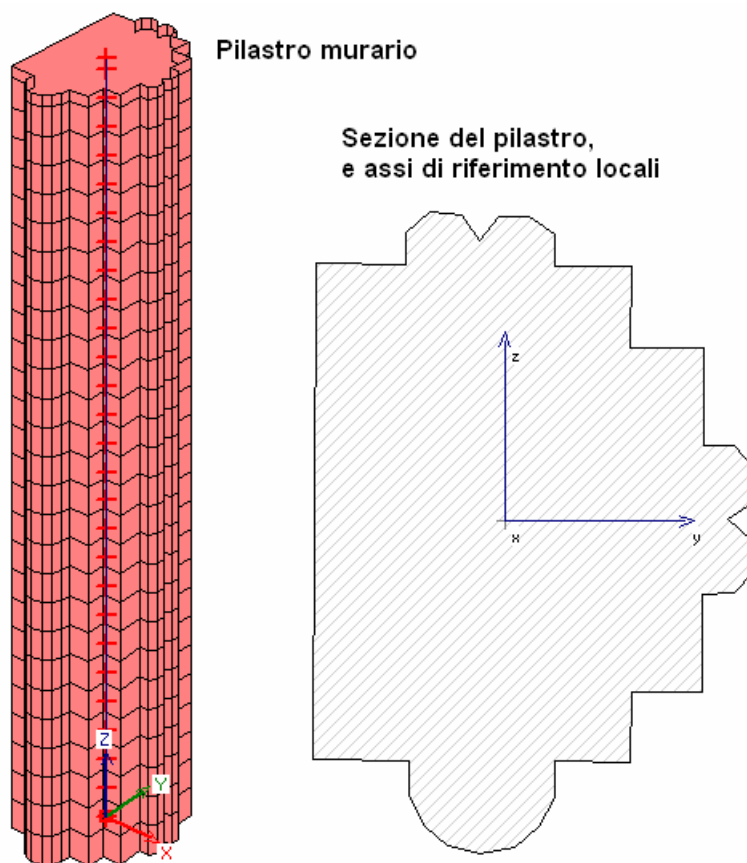 Pilastro murario
Sezione del pilastro,
e assi di riferimento locali
z
x
y
Z
Y
X